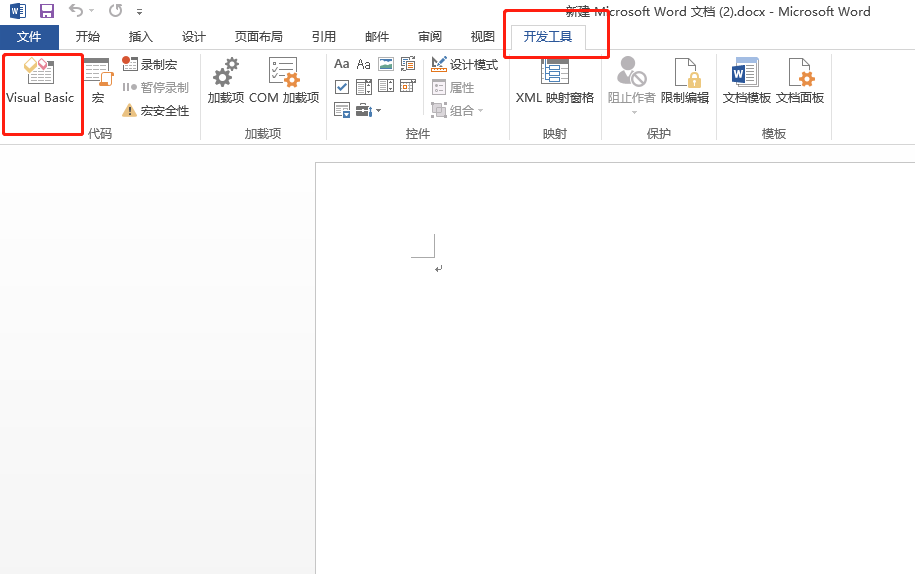 新建 Microsoft Word 文档 (2).docx - Microsoft Word
文件 开始 插入 设计 页面布局 引用 邮件 审阅 视图 开发工具
Visual Basic
宏
录制宏
暂停录制
宏安全性
代码
加载项 COM 加载项
加载项
Aa Aa
设计模式
属性
组合
控件
XML 映射窗格
映射
阻止作者 限制编辑
保护
文档模板 文档面板
模板